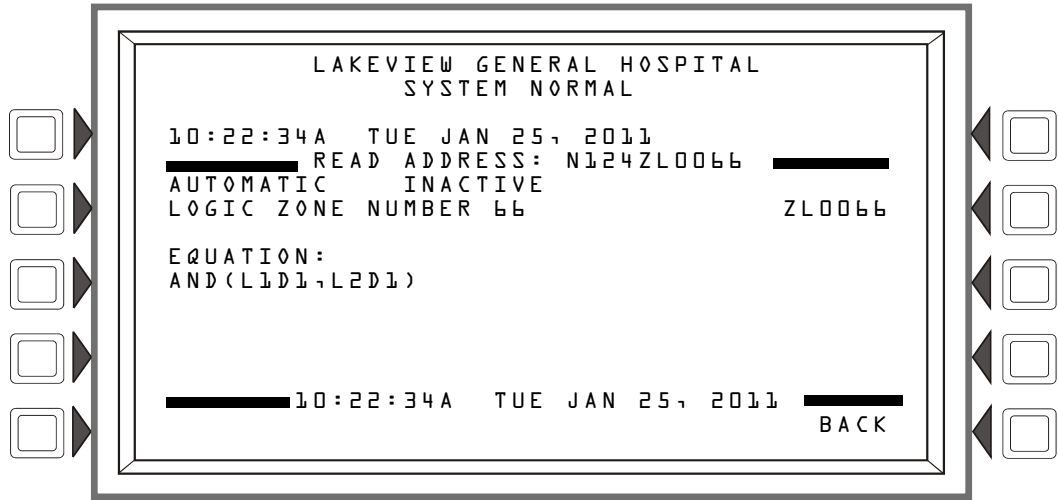 LAKEVIEW GENERAL HOSPITAL
SYSTEM NORMAL
10:22:34A TUE JAN 25, 2011
READ ADDRESS: N124ZL0066
AUTOMATIC INACTIVE
LOGIC ZONE NUMBER 66 ZL0066
EQUATION:
AND(L1D1,L2D1)
10:22:34A TUE JAN 25, 2011
BACK